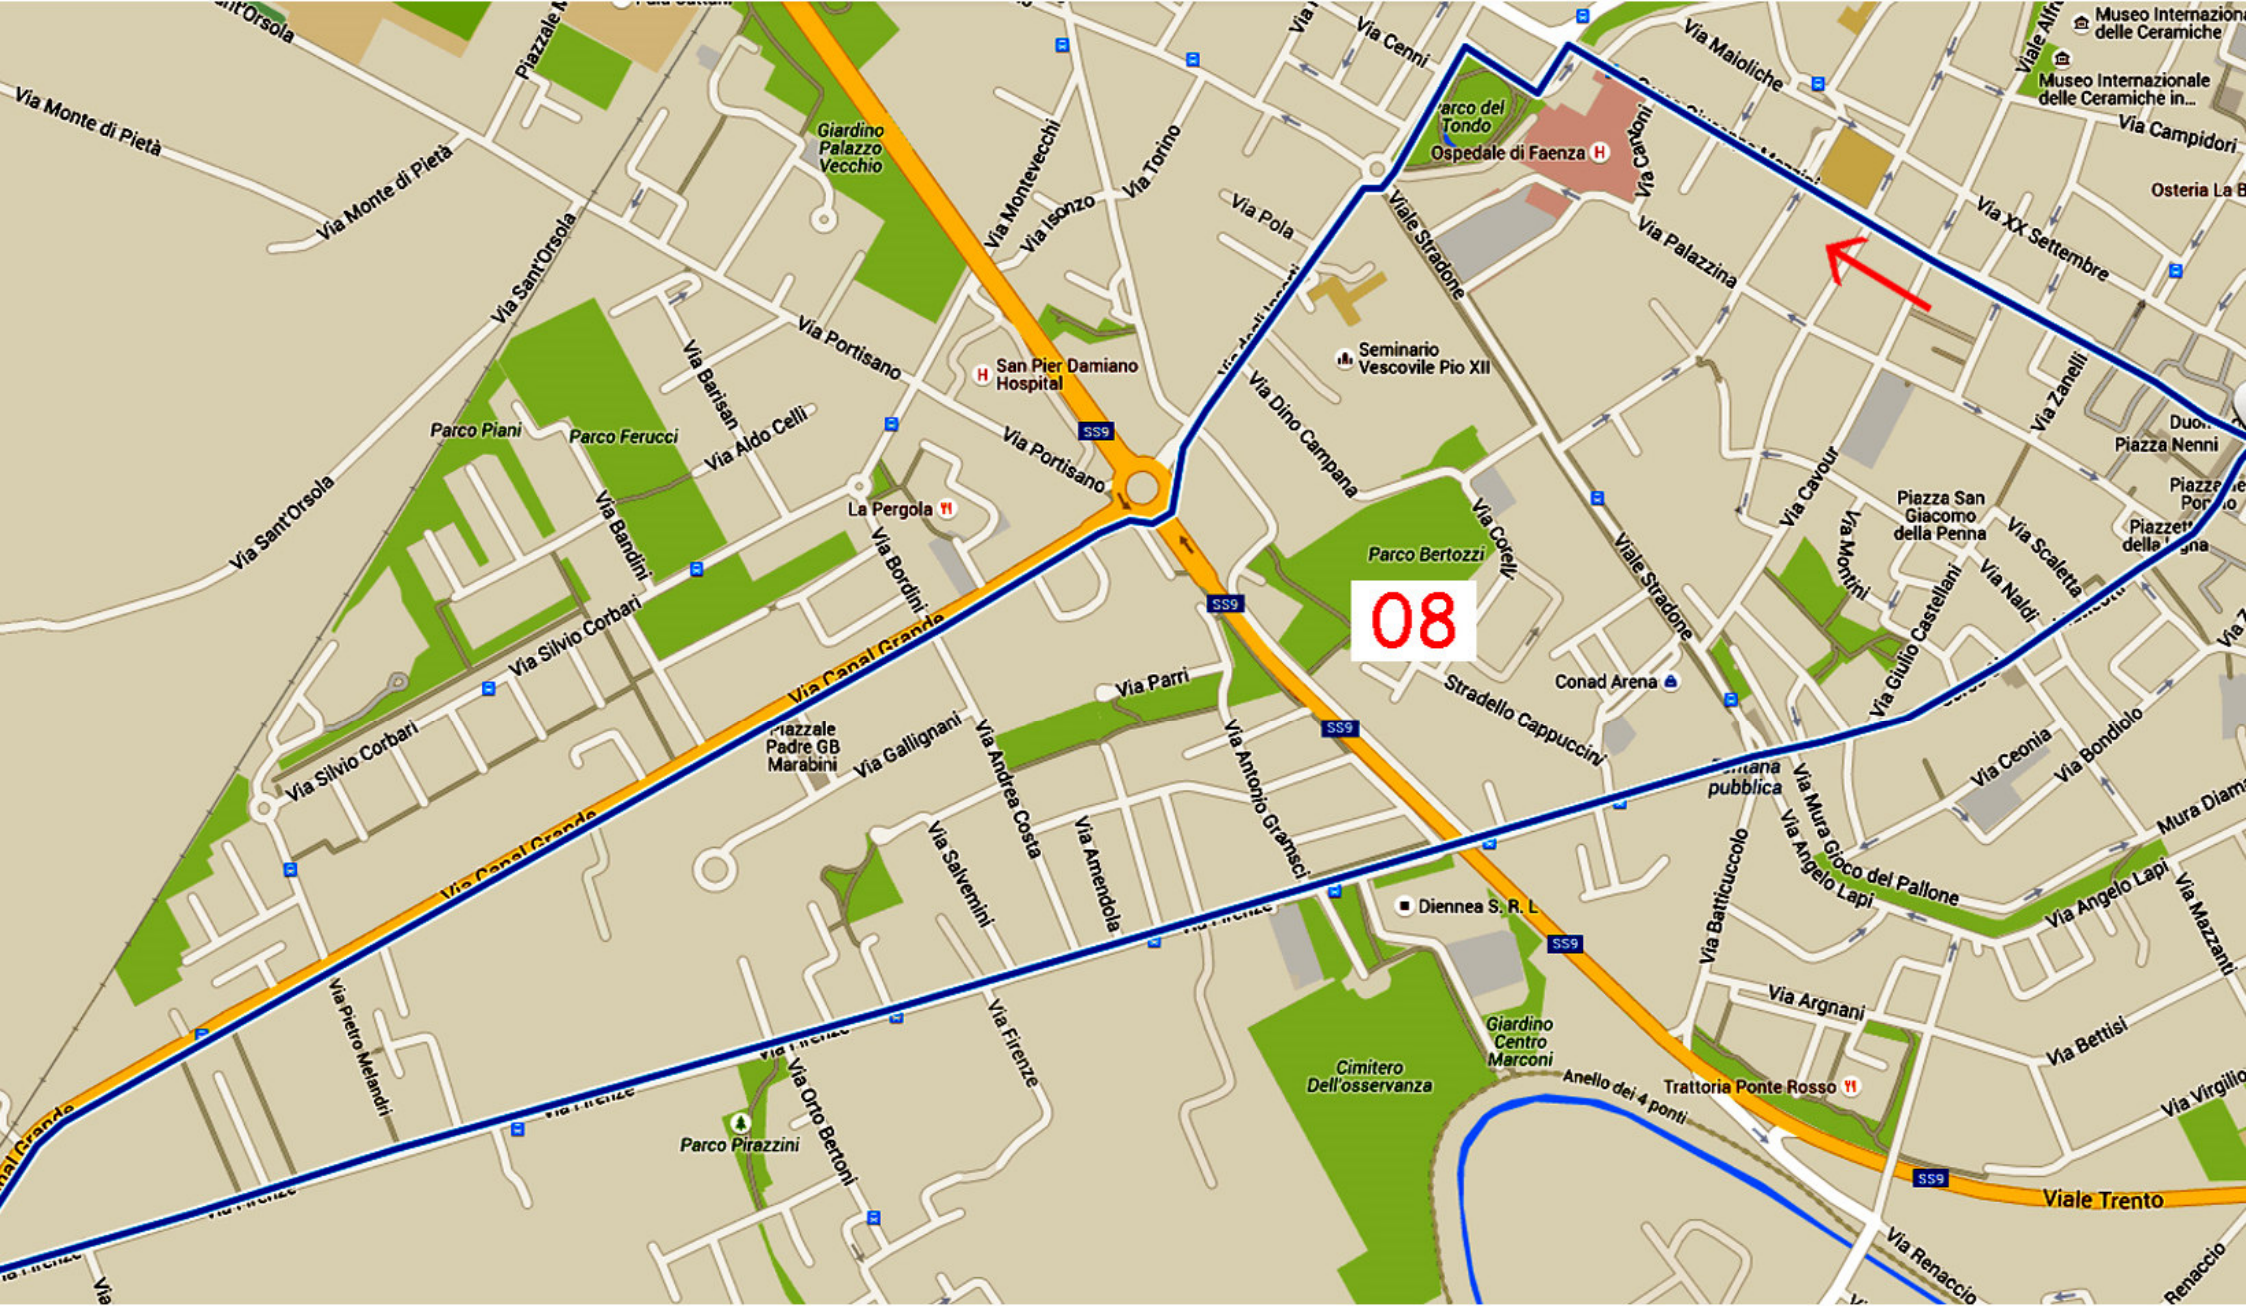 Via Cenni
Via Maioliche
Museo Internazionale
delle Ceramiche in...
delle Ceramiche
Via Campidori
Via Monte di Pietà
Via Monte di Pietà
Giardino
Palazzo
Vecchio
Via Montevecchi
Via Torino
Via Isonzo
Tondo
Ospedale di Faenza H
Via Cantoni
Via Pola
Viale Stradone
Via Palazzina
Via XX Settembre
Via Sant'Orsola
Via Portisano
Via Barisan
H San Pier Damiano
Hospital
Seminario
Vescovile Pio XII
Via Zanelli
Piazza Nenni
Parco Piani
Parco Ferucci
Via Aldo Celli
SS9
Via Portisano
Via Dino Campana
Via Cavour
Via Sant'Orsola
Via Bandini
La Pergola
Via Bordini
Via Corelli
Parco Bertozzi
Viale Stradone
Piazza San
Giacomo
della Penna
Via Montini
Via Scaletta
Via Naldi
SS9
08
Via Silvio Corbari
Via Canal Grande
Via Parri
Stradello Cappuccini
Conad Arena
Via Giulio Castellani
Via Silvio Corbari
Piazzale
Padre GB
Marabini
Via Gallignani
Via Andrea Costa
Via Antonio Gramsci
SS9
pubblica
Via Ceonia
Via Bondiolo
Via Canal Grande
Via Salvemini
Via Amendola
Via Mura Gioco del Pallone
Via Angelo Lapi
Via Angelo Lapi
Via Batticuccolo
Via Mazzanti
Diennea S. R. L
SS9
Via Pietro Melandri
Via Firenze
Via Firenze
Giardino
Centro
Marconi
Via Argnani
Via Bettisi
Cimitero
Dell'osservanza
Anello dei 4 ponti
Trattoria Ponte Rosso
Via Virgilio
Parco Pirazzini
Via Orto Bertoni
SS9
Viale Trento
Via Renaccio
Renaccio